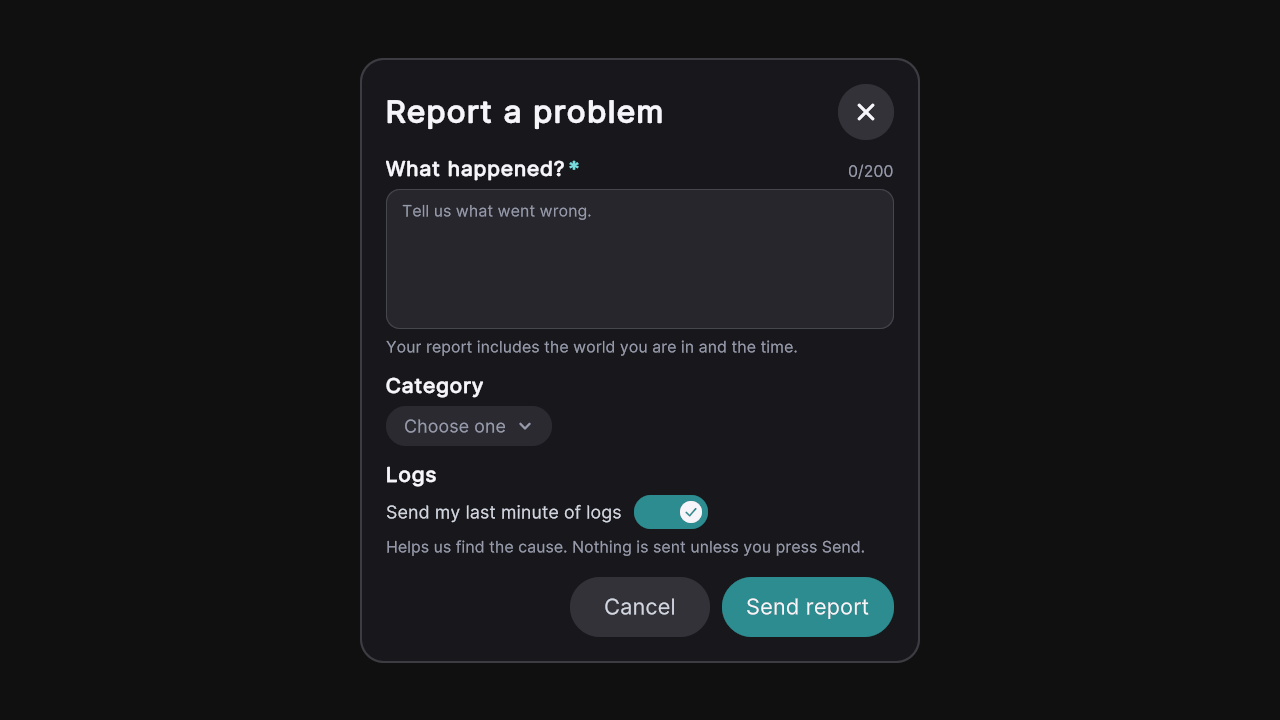 Report a problem
What happened?*
0/200
Tell us what went wrong.
Your report includes the world you are in and the time.
Category
Choose one
Logs
Send my last minute of logs
Helps us find the cause. Nothing is sent unless you press Send.
Cancel
Send report